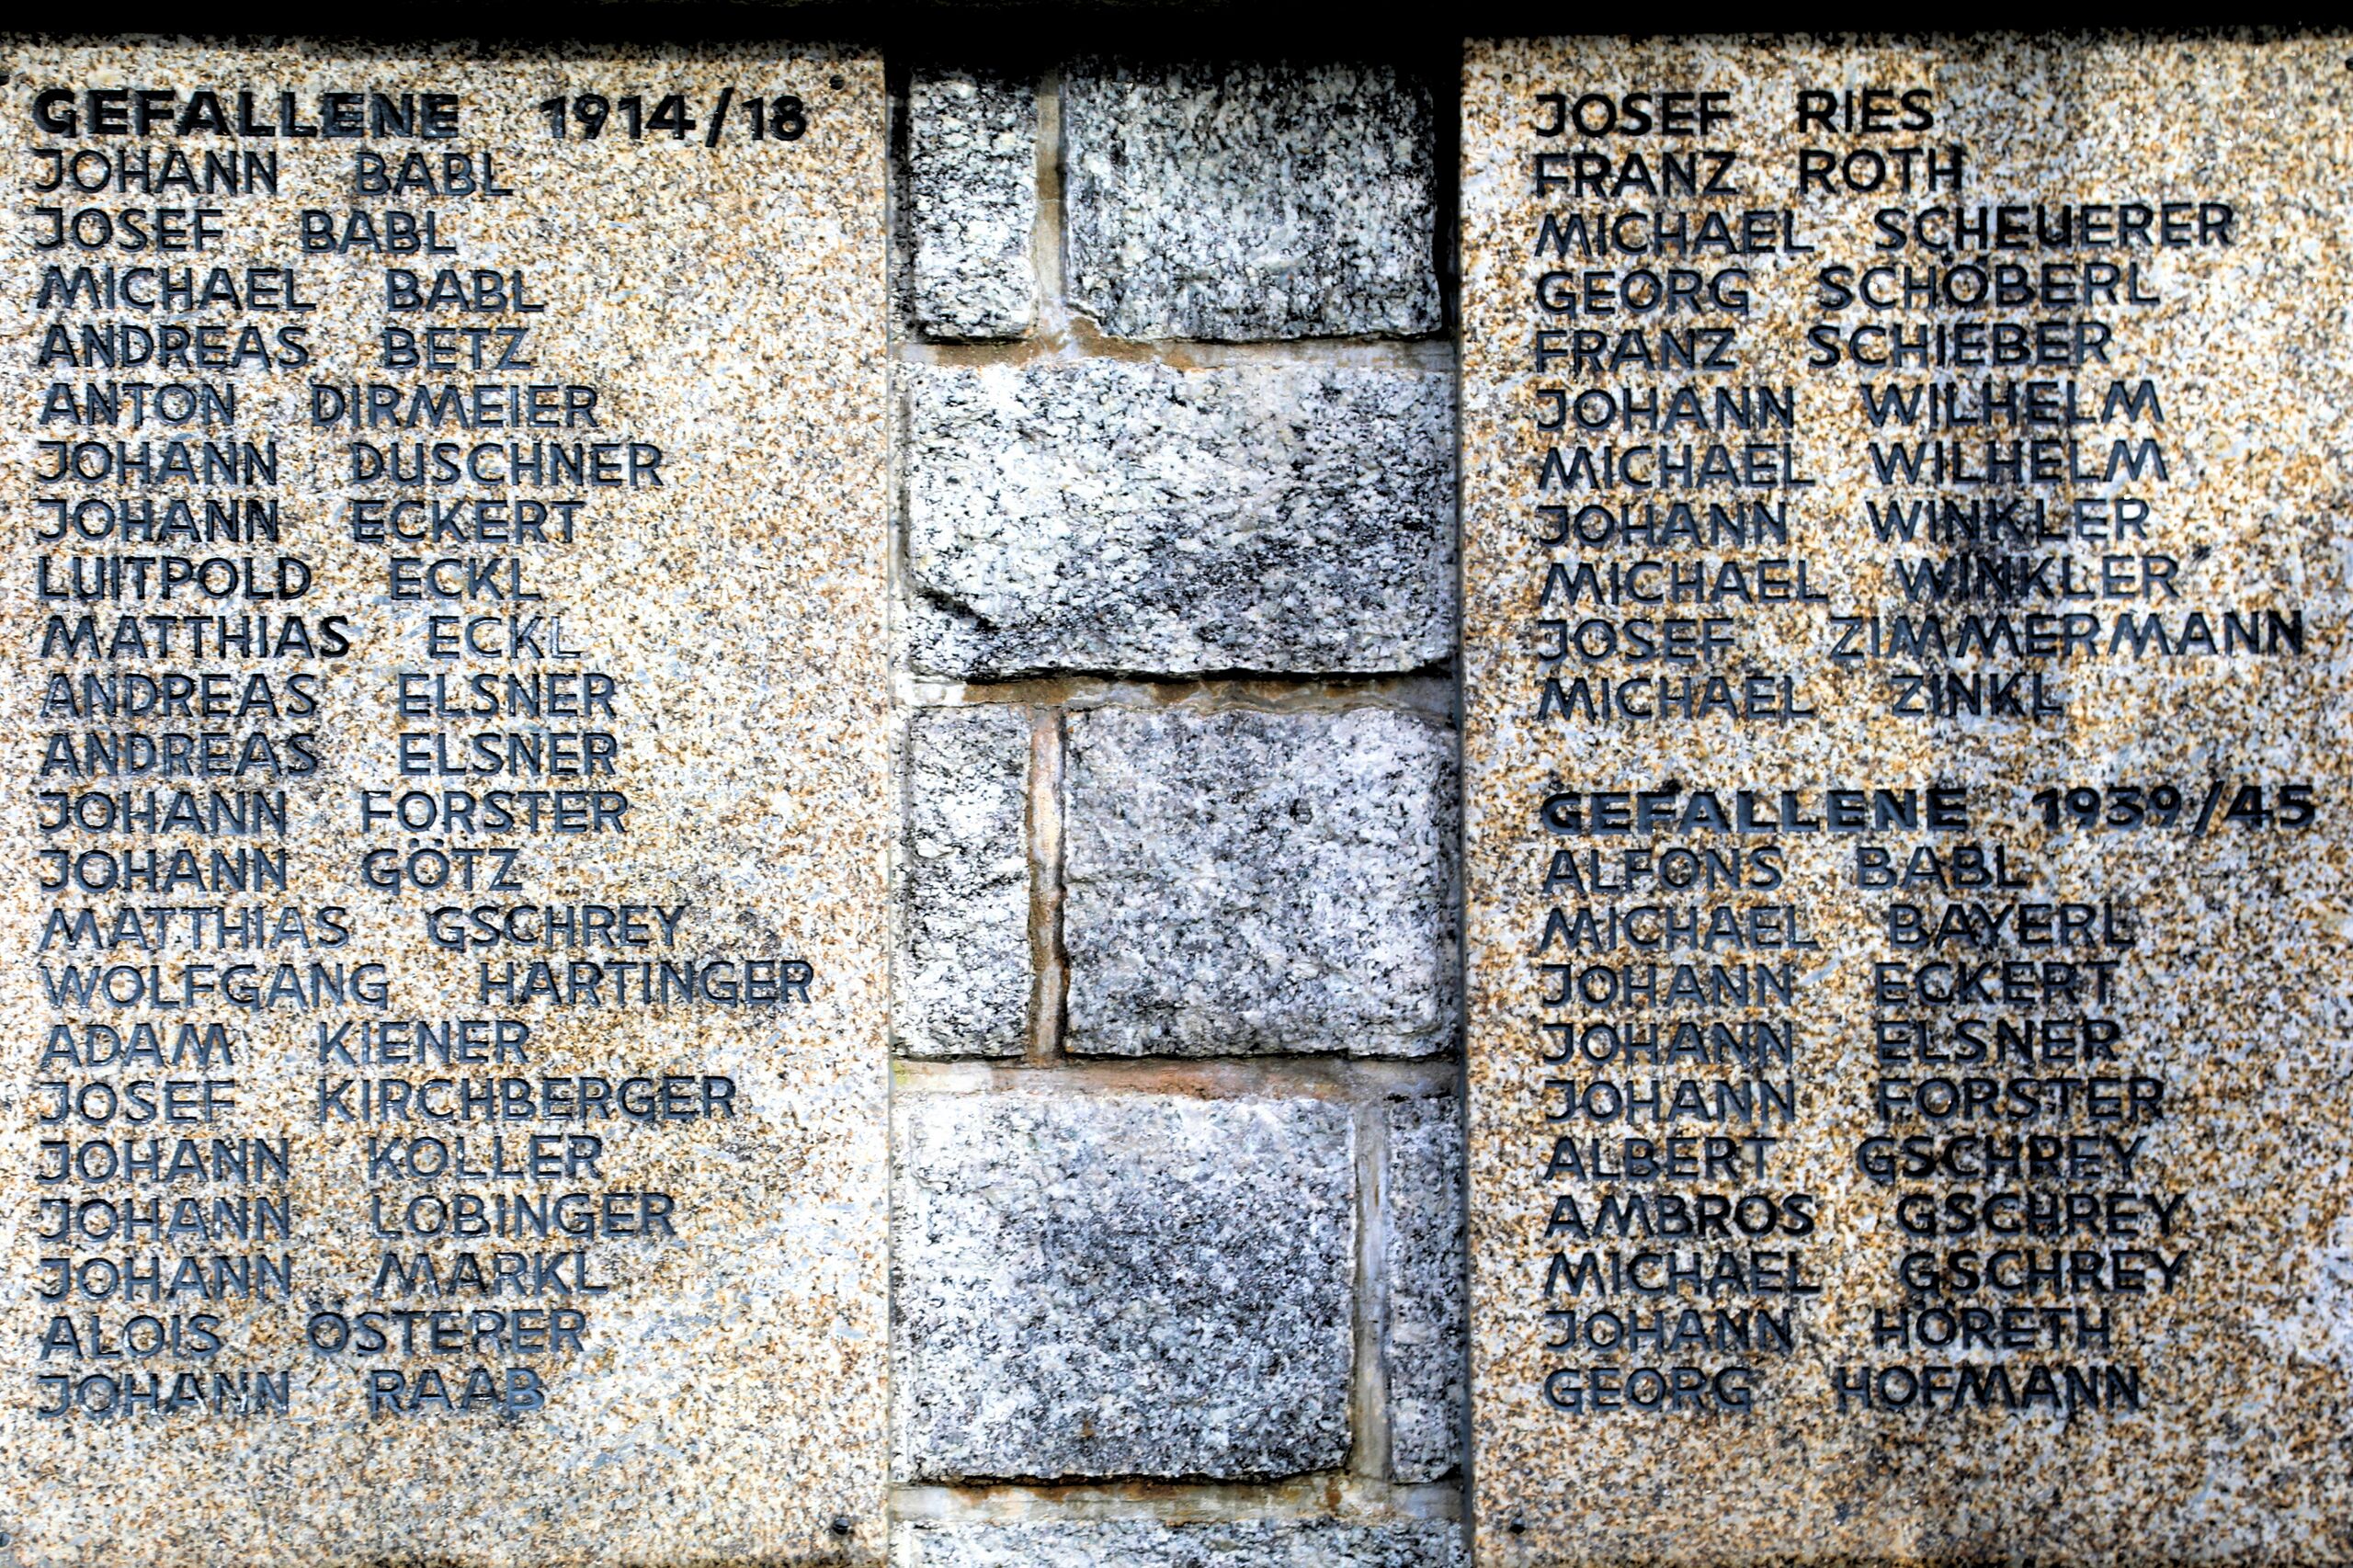 GEFALLENE 1914/18
JOHANN BABL
JOSEF BABL
MICHAEL BABL
ANDREAS BETZ
ANTON DIRMEIER
JOHANN DUSCHNER
JOHANN ECKERT
LUITPOLD ECKL
MATTHIAS ECKL
ANDREAS ELSNER
ANDREAS ELSNER
JOHANN FORSTER
JOHANN GÖTZ
MATTHIAS GSCHREY
WOLFGANG HARTINGER
ADAM KIENER
JOSEF KIRCHBERGER
JOHANN KOLLER
JOHANN LOBINGER
JOHANN MARKL
ALOIS ÖSTERER
JOHANN RAAB
JOSEF RIES
FRANZ ROTH
MICHAEL SCHEUERER
GEORG SCHÖBERL
FRANZ SCHIEBER
JOHANN WILHELM
MICHAEL WILHELM
JOHANN WINKLER
MICHAEL WINKLER
JOSEF ZIMMERMANN
MICHAEL ZINKL
GEFALLENE 1939/45
ALFONS BABL
MICHAEL BAYERL
JOHANN ECKERT
JOHANN ELSNER
JOHANN FORSTER
ALBERT GSCHREY
AMBROS GSCHREY
MICHAEL GSCHREY
JOHANN HÖRETH
GEORG HOFMANN